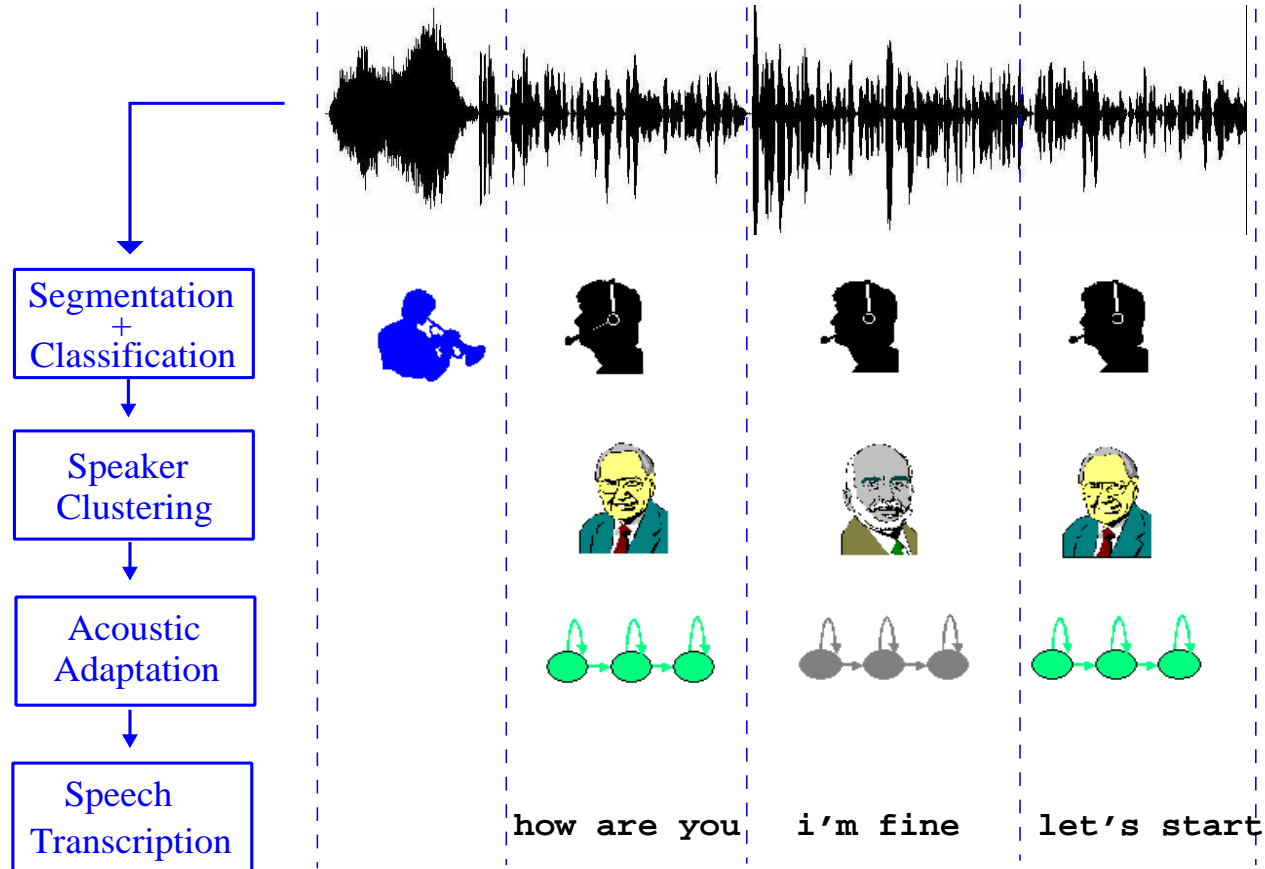 Segmentation
+
Classification
Speaker
Clustering
Acoustic
Adaptation
Speech
Transcription
how are you i'm fine let's start